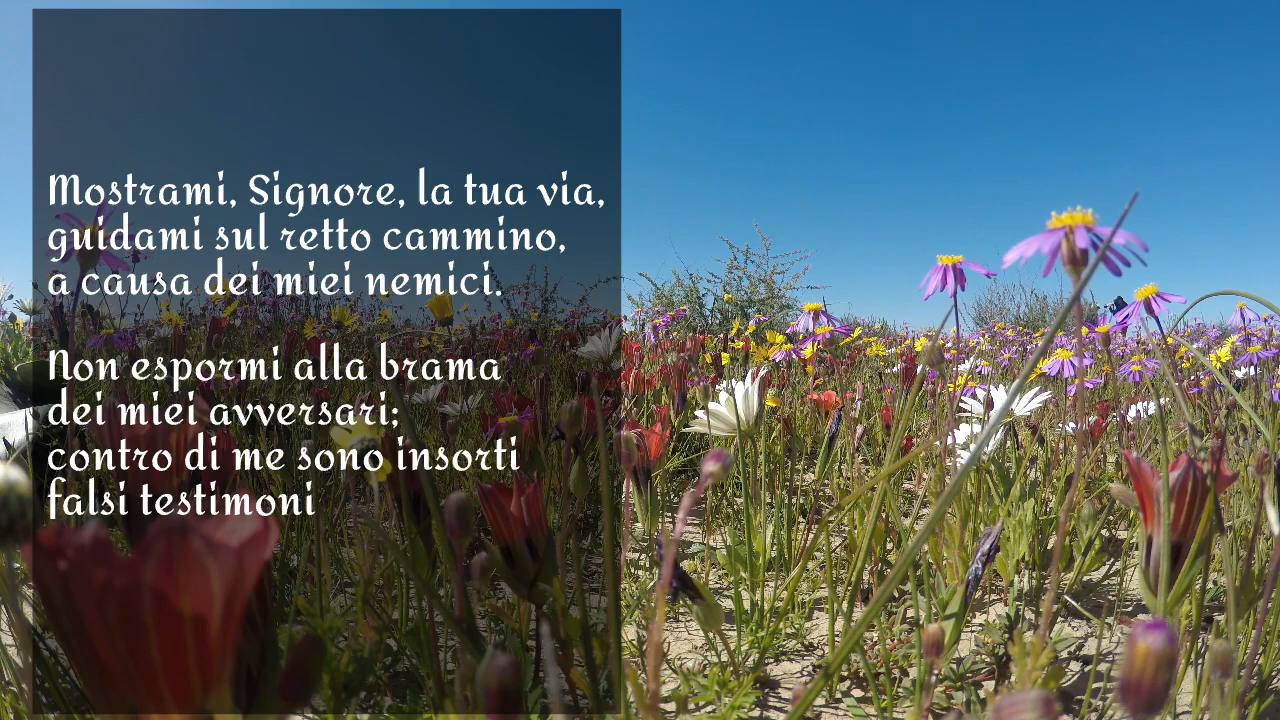 Mostrami, Signore, la tua via,
guidami sul retto cammino,
a causa dei miei nemici.
Non espormi alla brama
dei miei avversari;
contro di me sono insorti
falsi testimoni